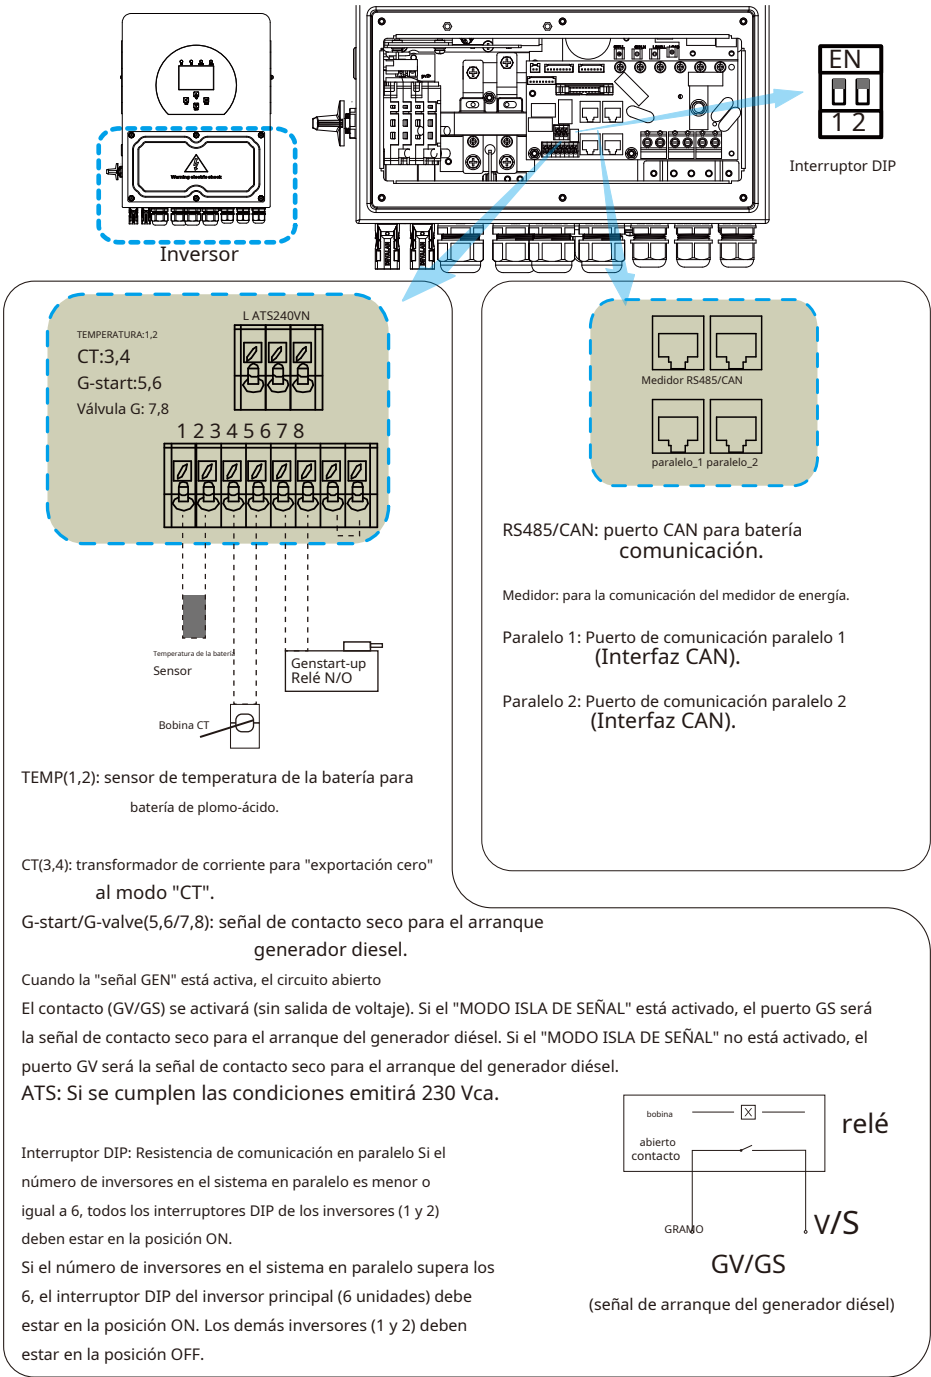 EN
1 2
Interruptor DIP
Warning electric shock
Inversor
L ATS240VN
TEMPERATURA:1,2
CT:3,4
G-start:5,6
Válvula G: 7,8
1 2 3 4 5 6 7 8
Temperatura de la batería
Sensor
Bobina CT
Genstart-up
Relé N/O
Medidor RS485/CAN
paralelo_1 paralelo_2
RS485/CAN: puerto CAN para batería
comunicación.
Medidor: para la comunicación del medidor de energía.
Paralelo 1: Puerto de comunicación paralelo 1
(Interfaz CAN).
Paralelo 2: Puerto de comunicación paralelo 2
(Interfaz CAN).
TEMP(1,2): sensor de temperatura de la batería para
batería de plomo-ácido.
CT(3,4): transformador de corriente para "exportación cero"
al modo "CT".
G-start/G-valve(5,6/7,8): señal de contacto seco para el arranque
generador diesel.
Cuando la "señal GEN" está activa, el circuito abierto
El contacto (GV/GS) se activará (sin salida de voltaje). Si el "MODO ISLA DE SEÑAL" está activado, el puerto GS será
la señal de contacto seco para el arranque del generador diésel. Si el "MODO ISLA DE SEÑAL" no está activado, el
puerto GV será la señal de contacto seco para el arranque del generador diésel.
ATS: Si se cumplen las condiciones emitirá 230 Vca.
Interruptor DIP: Resistencia de comunicación en paralelo Si el
número de inversores en el sistema en paralelo es menor o
igual a 6, todos los interruptores DIP de los inversores (1 y 2)
deben estar en la posición ON.
Si el número de inversores en el sistema en paralelo supera los
6, el interruptor DIP del inversor principal (6 unidades) debe
estar en la posición ON. Los demás inversores (1 y 2) deben
estar en la posición OFF.
bobina
X
relé
abierto
contacto
GRAMO
V/S
GV/GS
(señal de arranque del generador diésel)